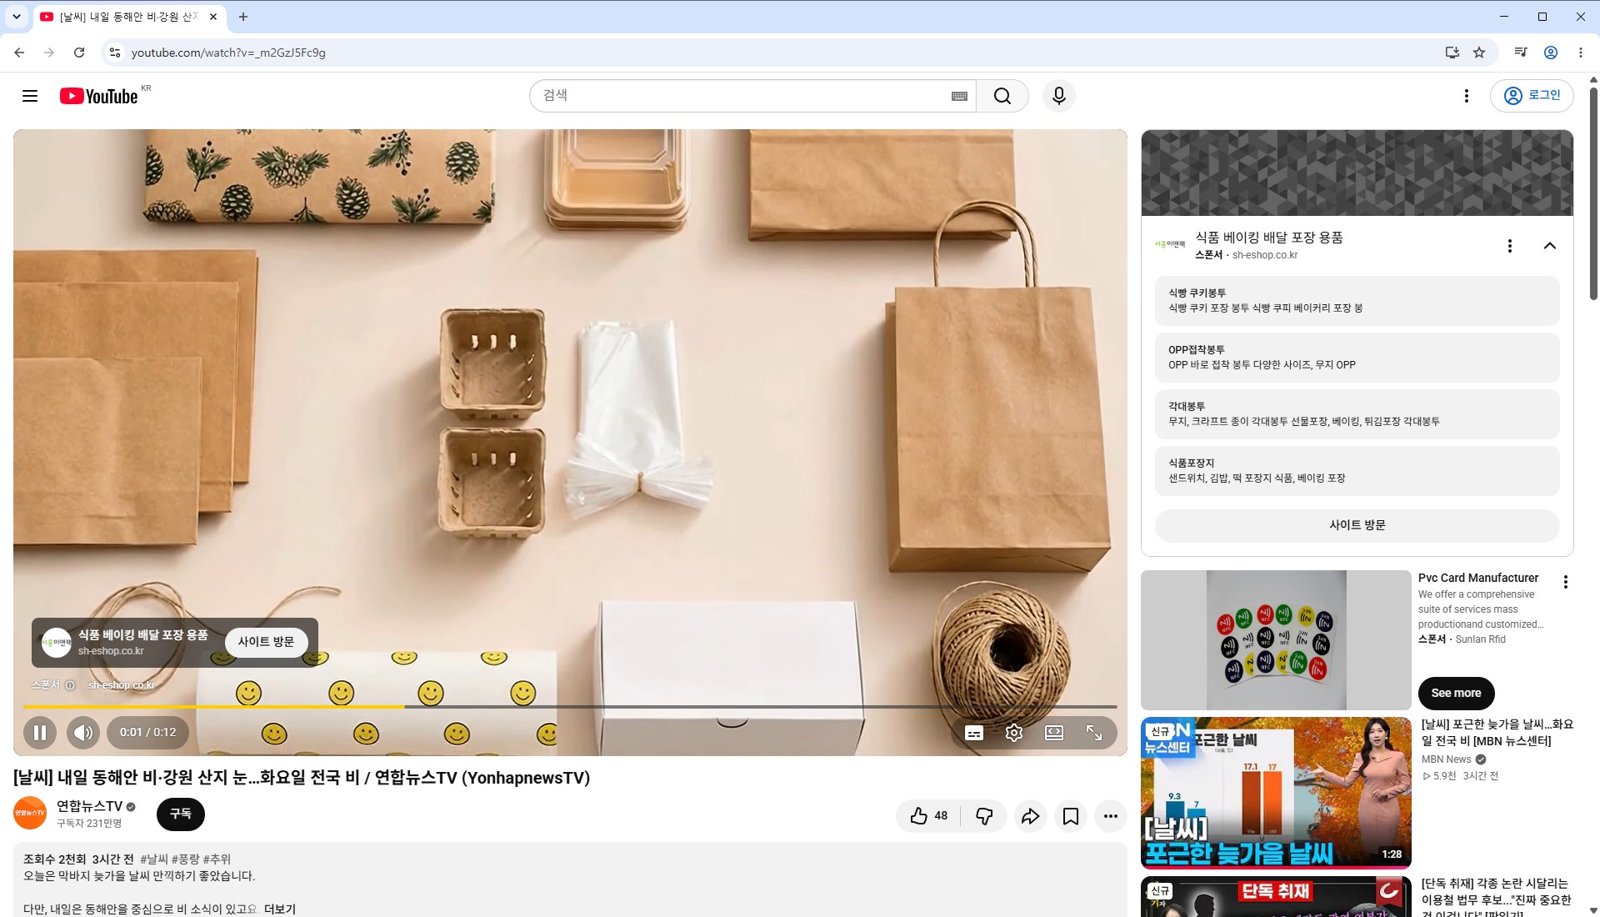 [날씨] 내일 동해안 비·강원 산지
youtube.com/watch?v=_m2GzJ5Fc9g
YouTube KR
검색
로그인
식품 베이킹 배달 포장 용품
sh-eshop.co.kr
사이트 방문
스폰서 sh-eshop.co.kr
0:01 / 0:12
[날씨] 내일 동해안 비·강원 산지 눈...화요일 전국 비 / 연합뉴스TV (YonhapnewsTV)
연합뉴스TV
연합뉴스TV
구독자 231만명
구독
48
조회수 2천회 3시간 전 #날씨 #풍랑 #추위
오늘은 막바지 늦가을 날씨 만끽하기 좋았습니다.
다만, 내일은 동해안을 중심으로 비 소식이 있고요 더보기
서흥이앤팩
식품 베이킹 배달 포장 용품
스폰서 · sh-eshop.co.kr
식빵 쿠키봉투
식빵 쿠키 포장 봉투 식빵 쿠피 베이커리 포장 봉
OPP접착봉투
OPP 바로 접착 봉투 다양한 사이즈, 무지 OPP
각대봉투
무지, 크라프트 종이 각대봉투 선물포장, 베이킹, 튀김포장 각대봉투
식품포장지
샌드위치, 김밥, 떡 포장지 식품, 베이킹 포장
사이트 방문
Pvc Card Manufacturer
We offer a comprehensive
suite of services mass
productionand customized...
스폰서 · Sunlan Rfid
See more
신규
뉴스센터
포근한 날씨
17.1
17
9.3
7
[날씨]
포근한 늦가을 날씨
1:28
[날씨] 포근한 늦가을 날씨...화요
일 전국 비 [MBN 뉴스센터]
MBN News
5.9천 3시간 전
신규
단독 취재
[단독 취재] 각종 논란 시달리는
이용철 법무 후보..."진짜 중요한